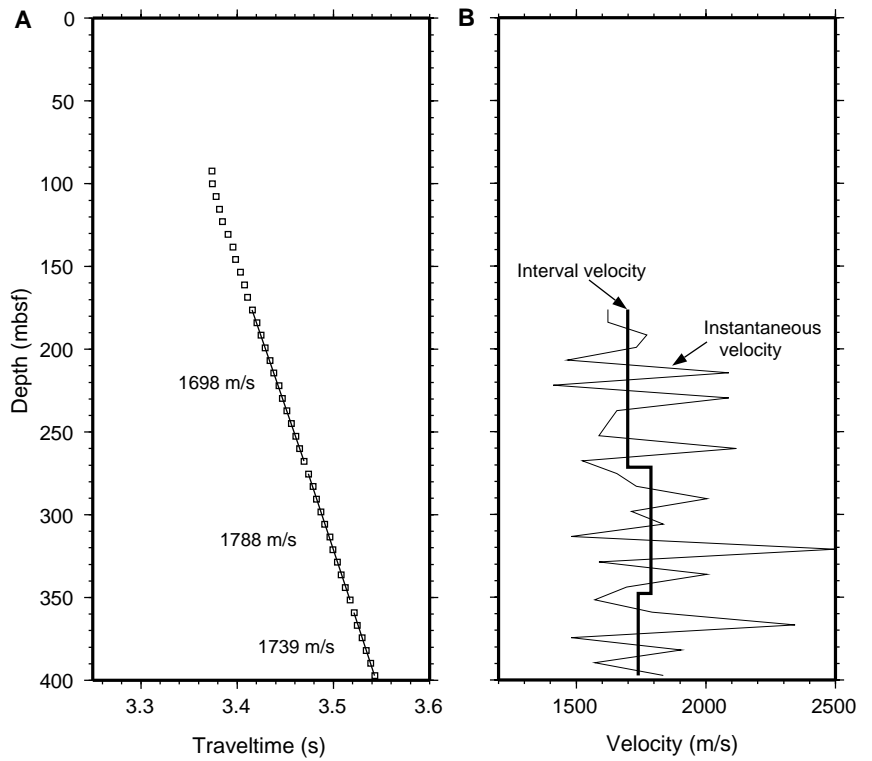 A
0
50
100
150
200
250
300
350
400
Depth (mbsf)
1698 m/s
1788 m/s
1739 m/s
3.3 3.4 3.5 3.6
Traveltime (s)
B
Interval velocity
Instantaneous
velocity
1500 2000 2500
Velocity (m/s)